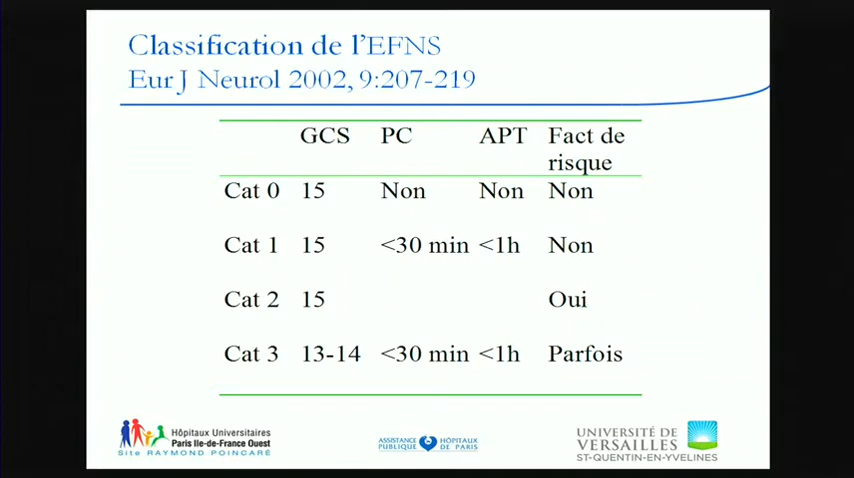 Classification de l'EFNS
Eur J Neurol 2002, 9:207-219
GCS PC APT Fact de risque
Cat 0 15 Non Non Non
Cat 1 15 <30 min <1h Non
Cat 2 15 Oui
Cat 3 13-14 <30 min <1h Parfois
Hôpitaux Universitaires
Paris Ile-de-France Ouest
Site RAYMOND POINCARÉ
ASSISTANCE PUBLIQUE HÔPITAUX DE PARIS
UNIVERSITÉ DE
VERSAILLES
ST-QUENTIN-EN-YVELINES